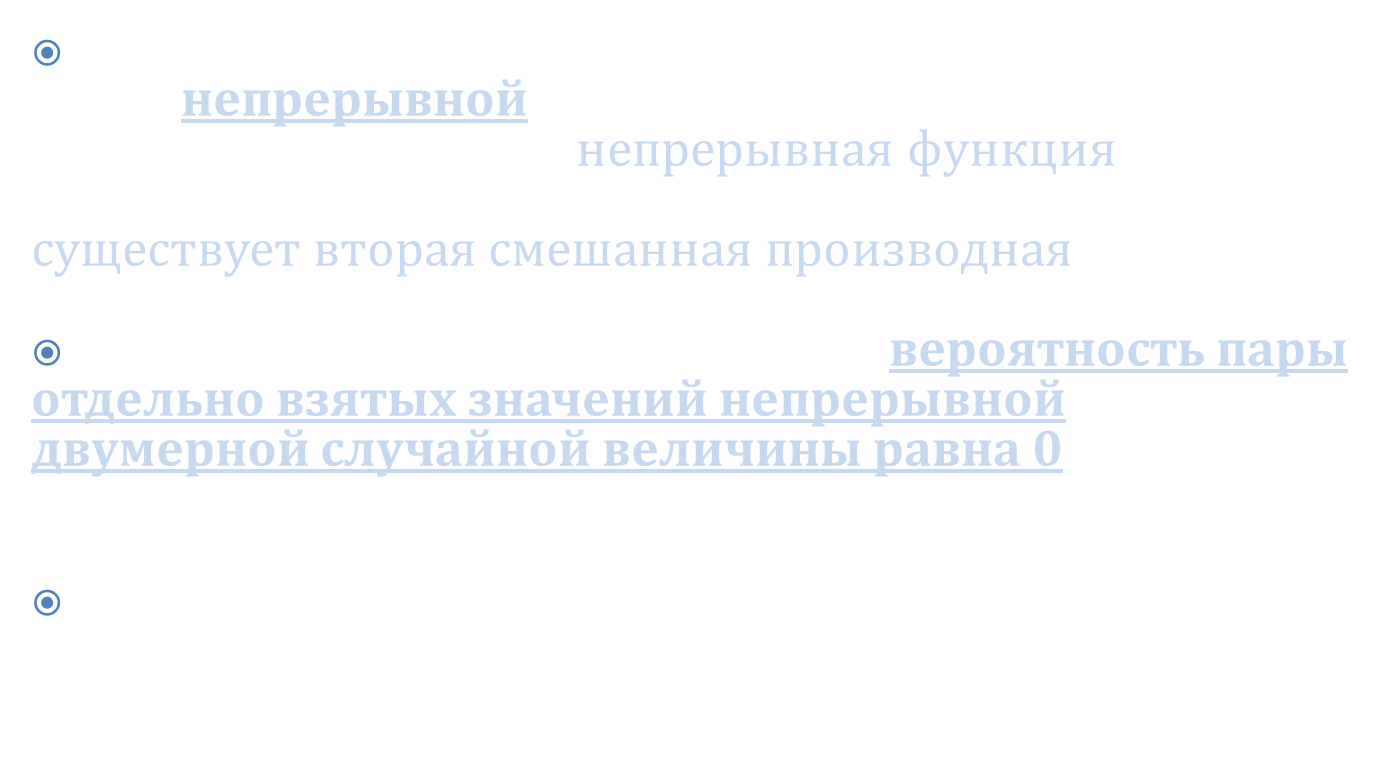 непрерывной
непрерывная функция
существует вторая смешанная производная
вероятность пары
отдельно взятых значений непрерывной
двумерной случайной величины равна 0